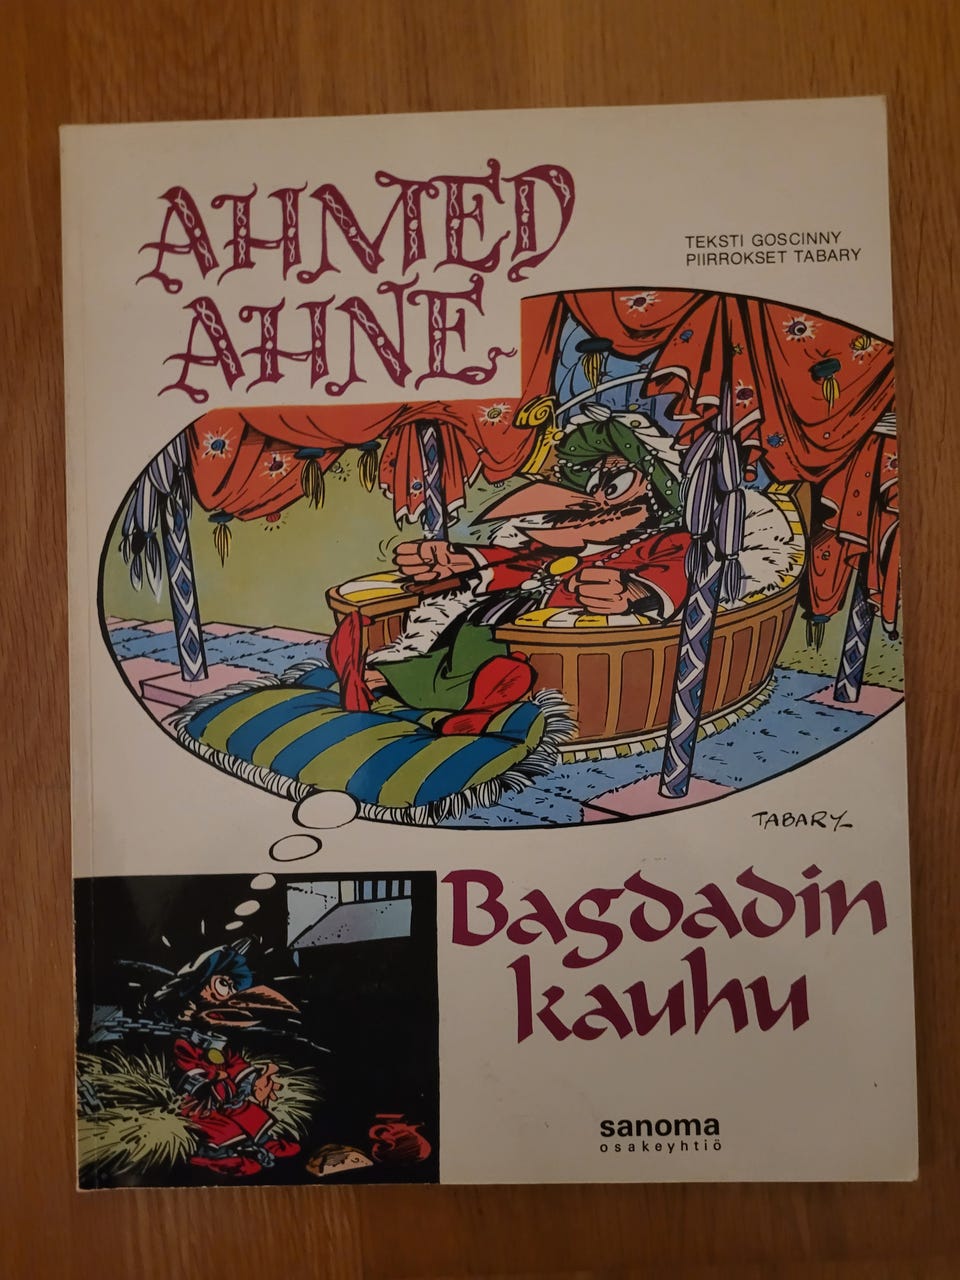 AHMED
AHNE
TEKSTI GOSCINNY
PIIRROKSET TABARY
TABARY
Bagdadin
kauhu
sanoma
osakeyhtiö